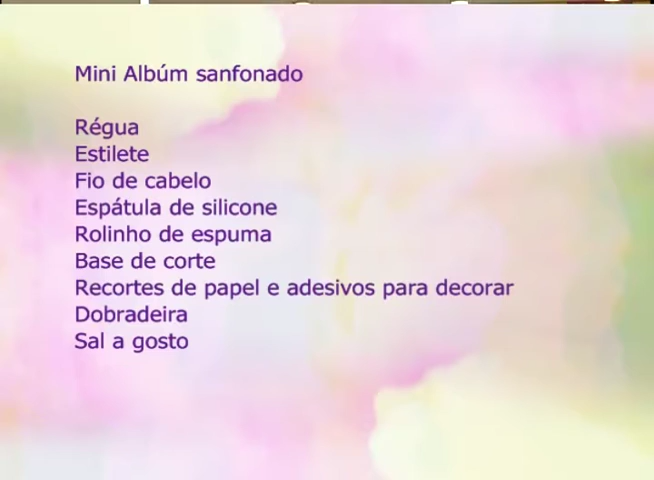 Mini Albúm sanfonado
Régua
Estilete
Fio de cabelo
Espátula de silicone
Rolinho de espuma
Base de corte
Recortes de papel e adesivos para decorar
Dobradeira
Sal a gosto